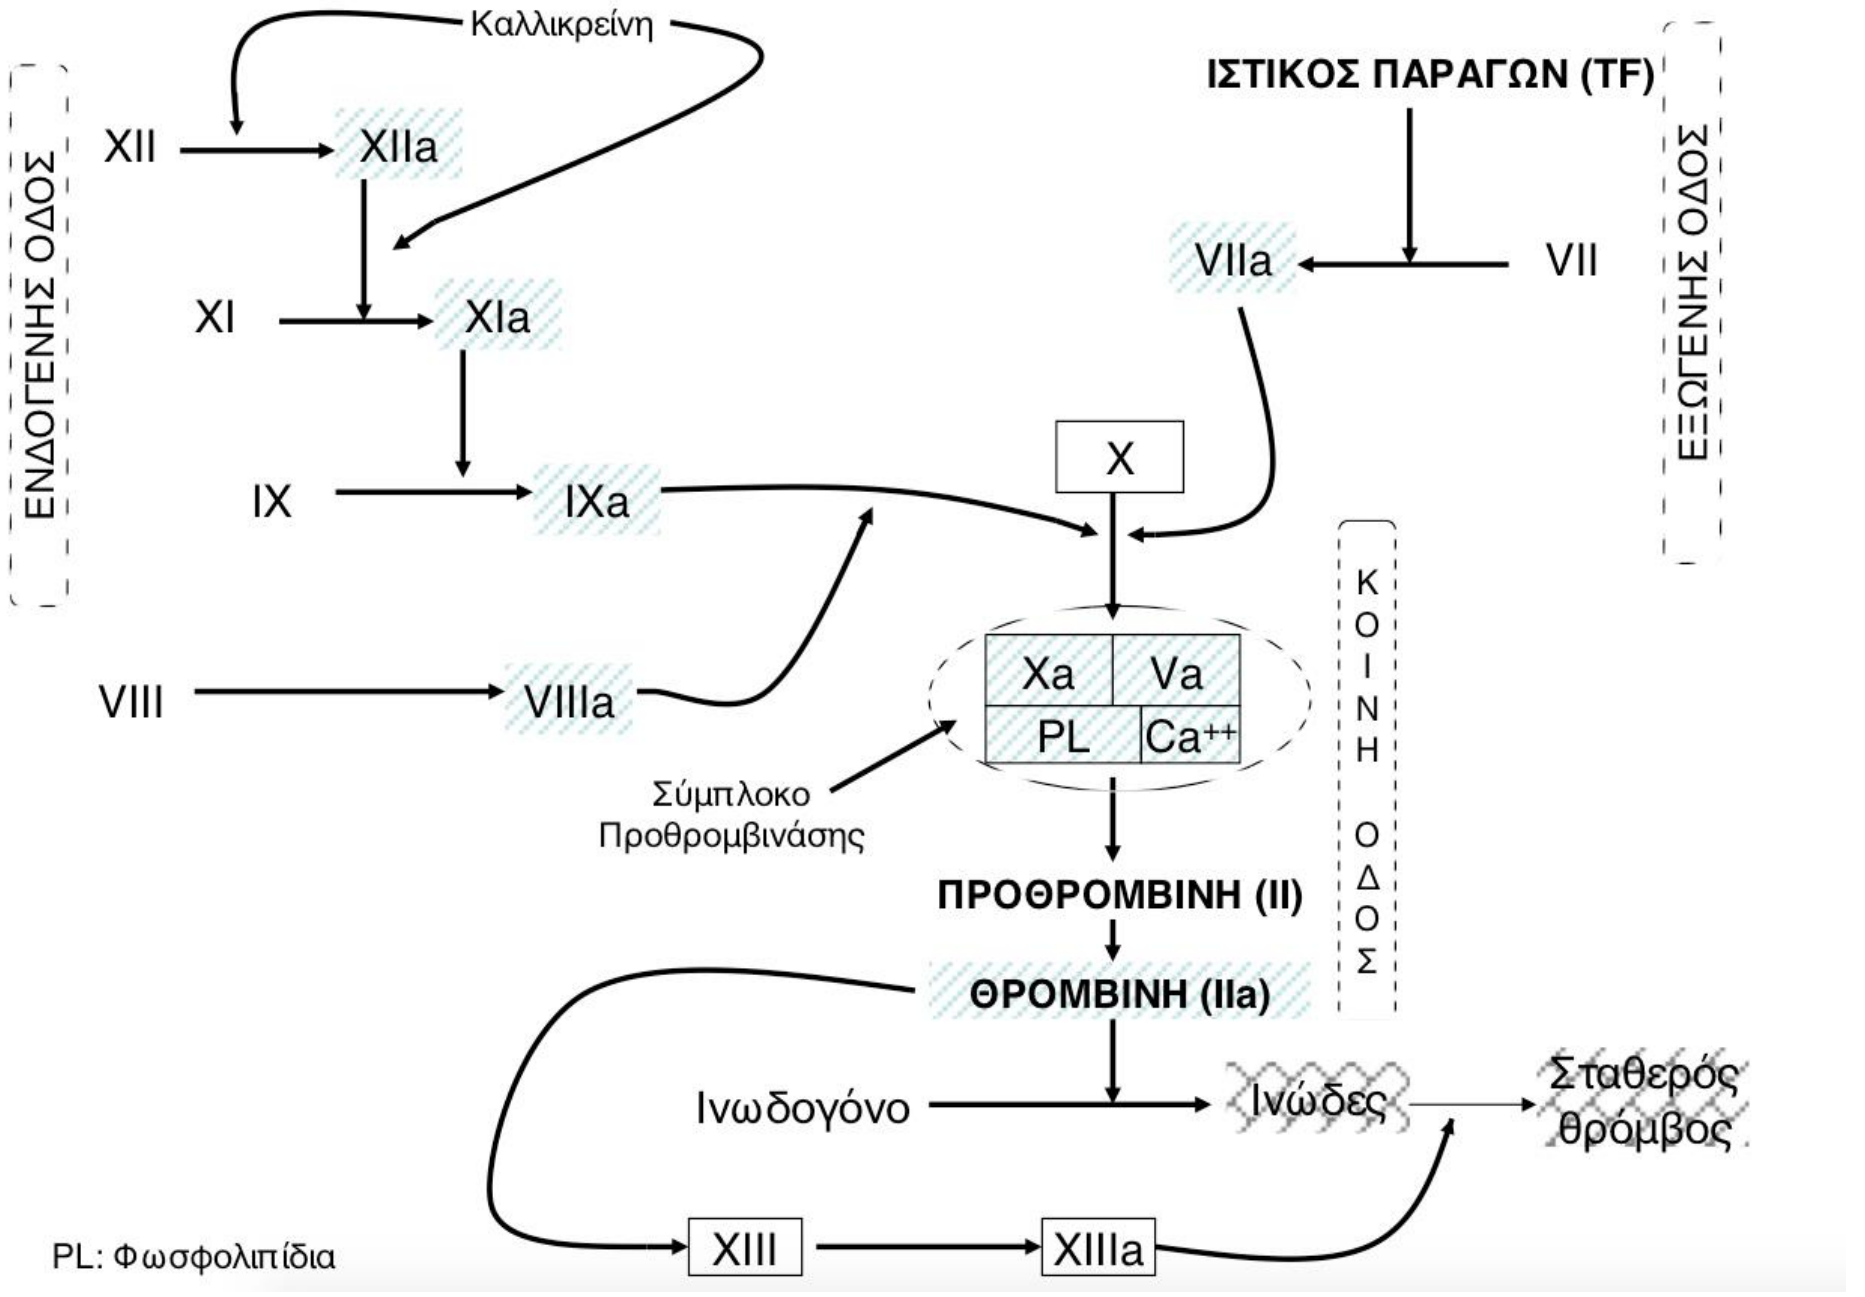 Καλλικρείνη
ΙΣΤΙΚΟΣ ΠΑΡΑΓΩΝ (TF)
ΕΝΔΟΓΕΝΗΣ ΟΔΟΣ
ΕΞΩΓΕΝΗΣ ΟΔΟΣ
XII
XIIa
VIIa
VII
XI
XIa
X
IX
IXa
VIII
VIIIa
Xa
Va
PL
Ca⁺⁺
ΚΟΙΝΗ ΟΔΟΣ
Σύμπλοκο
Προθρομβινάσης
ΠΡΟΘΡΟΜΒΙΝΗ (II)
ΘΡΟΜΒΙΝΗ (IIa)
Ινωδογόνο
Ινώδες
Σταθερός
θρόμβος
XIII
XIIIa
PL: Φωσφολιπίδια